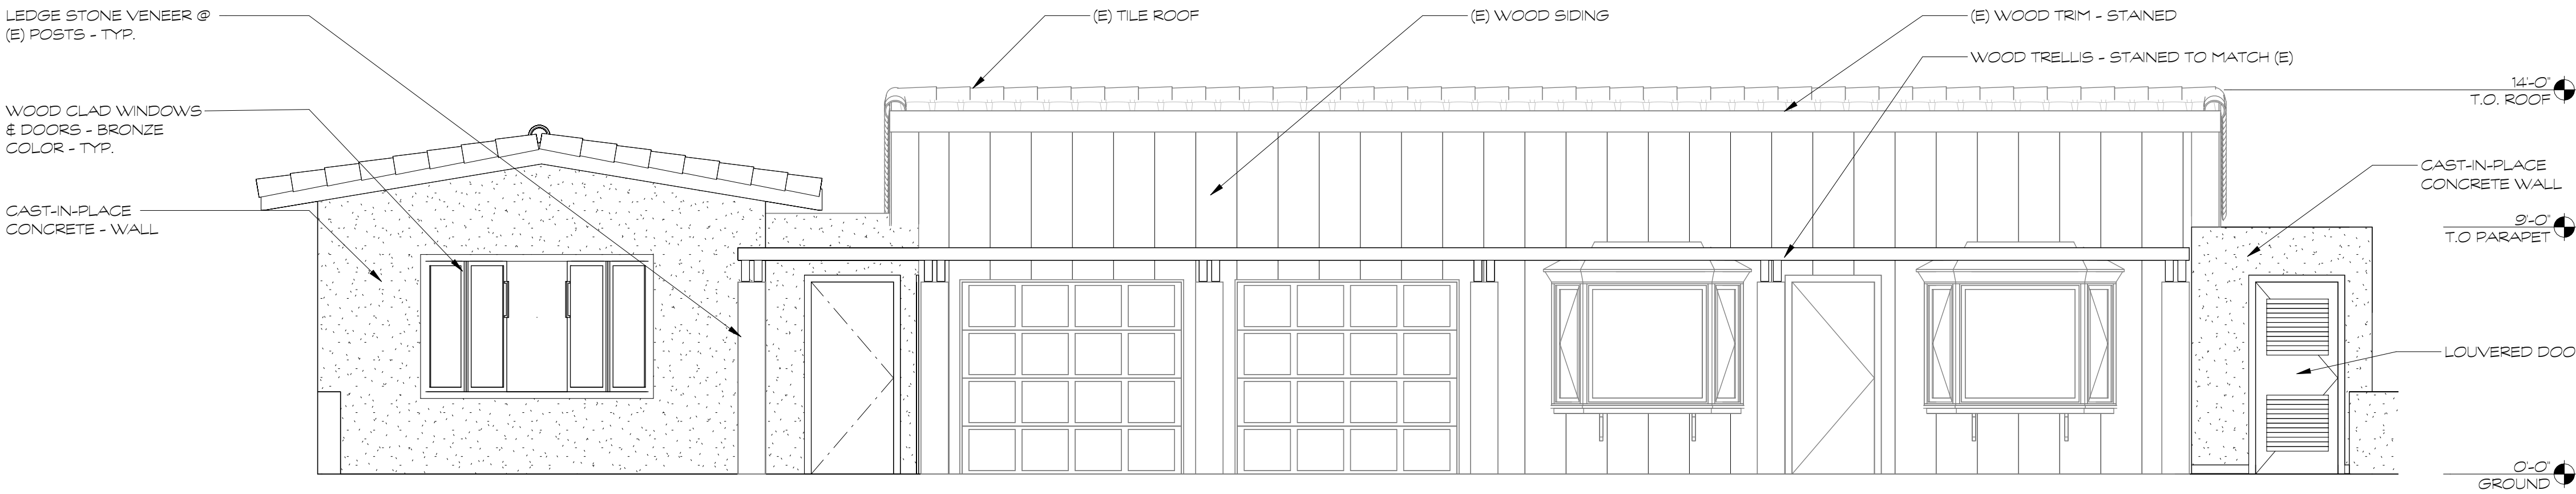 LEDGE STONE VENEER @
(E) POSTS - TYP.
(E) TILE ROOF
(E) WOOD SIDING
(E) WOOD TRIM - STAINED
WOOD TRELLIS - STAINED TO MATCH (E)
14'-0"
T.O. ROOF
WOOD CLAD WINDOWS
& DOORS - BRONZE
COLOR - TYP.
CAST-IN-PLACE
CONCRETE WALL
CAST-IN-PLACE
CONCRETE - WALL
9'-0"
T.O PARAPET
LOUVERED DOO
0'-0"
GROUND